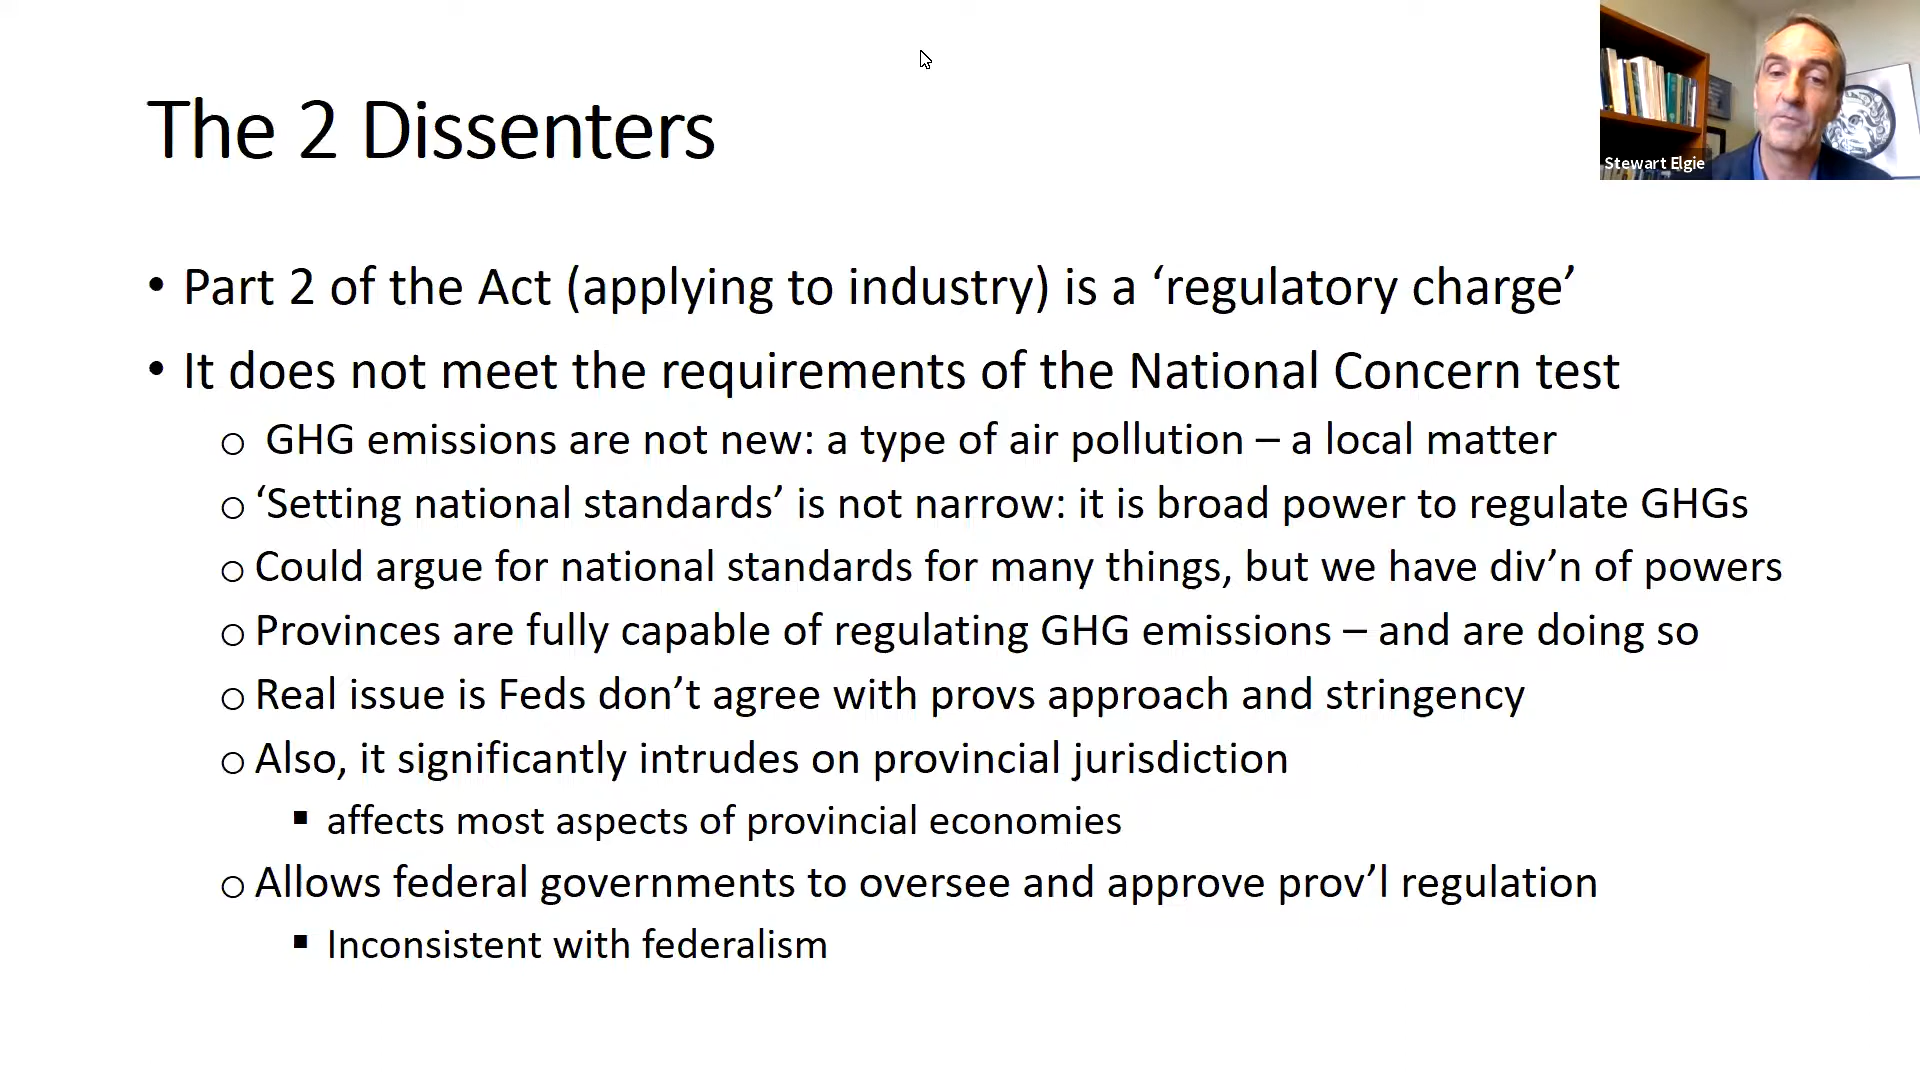 The 2 Dissenters
Stewart Elgie
• Part 2 of the Act (applying to industry) is a ‘regulatory charge’
• It does not meet the requirements of the National Concern test
o GHG emissions are not new: a type of air pollution – a local matter
o ‘Setting national standards’ is not narrow: it is broad power to regulate GHGs
o Could argue for national standards for many things, but we have div’n of powers
o Provinces are fully capable of regulating GHG emissions – and are doing so
o Real issue is Feds don’t agree with provs approach and stringency
o Also, it significantly intrudes on provincial jurisdiction
▪ affects most aspects of provincial economies
o Allows federal governments to oversee and approve prov’l regulation
▪ Inconsistent with federalism